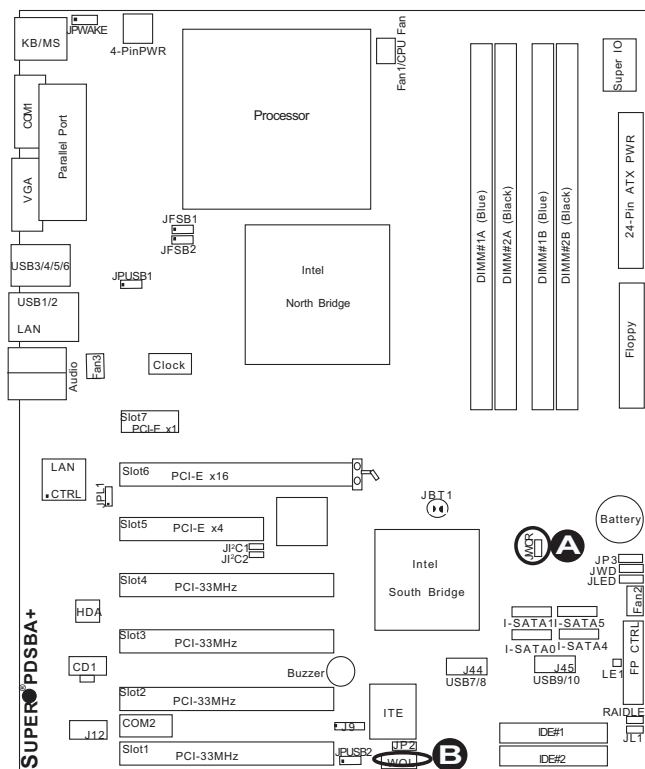 JPWAKE
KB/MS
4-PinPWR
Fan1/CPU Fan
Super IO
COM1
Parallel Port
VGA
Processor
24-Pin ATX PWR
JFSB1
JFSB2
DIMM#1A (Blue)
DIMM#2A (Black)
DIMM#1B (Blue)
DIMM#2B (Black)
USB3/4/5/6
JPUSB1
Intel
North Bridge
USB1/2
LAN
Floppy
Audio
Fan3
Clock
Slot7
PCI-E x1
LAN
CTRL
JPL1
Slot6
PCI-E x16
JBT1
Battery
Slot5
PCI-E x4
JI²C1
JI²C2
JWOR
A
JP3
JWD
JLED
Intel
South Bridge
Slot4
PCI-33MHz
Fan2
HDA
I-SATA1
I-SATA5
I-SATA0
I-SATA4
FP CTRL
Slot3
PCI-33MHz
CD1
Buzzer
J44
USB7/8
J45
USB9/10
LE1
Slot2
PCI-33MHz
ITE
RAIDLE
JL1
COM2
J12
J9
IDE#1
JP2
Slot1
PCI-33MHz
JPUSB2
WOL
B
IDE#2
SUPER® PDSBA+